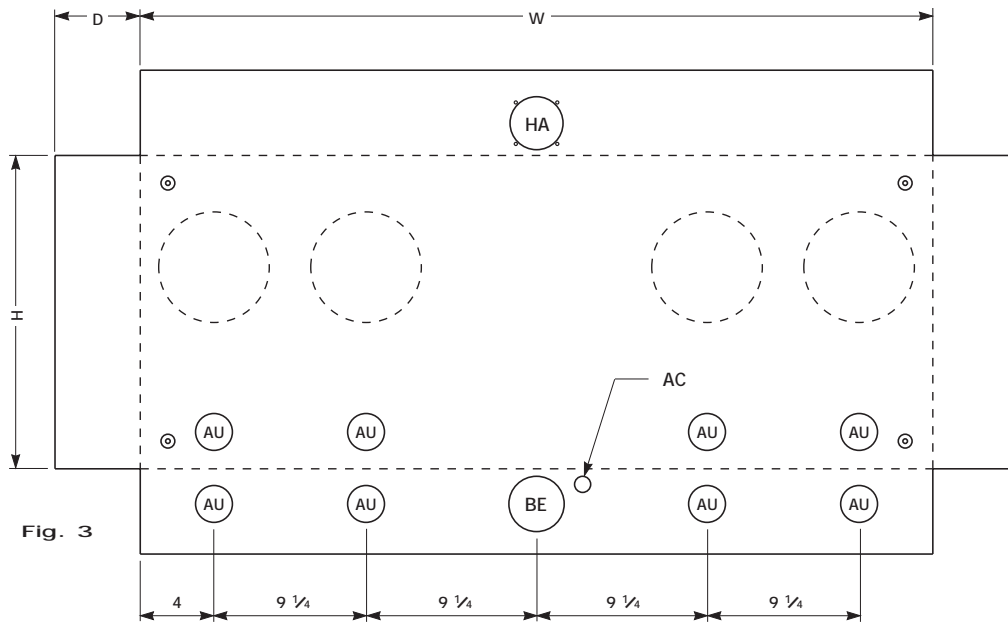 D W
HA
H
AC
AU AU AU AU
AU AU BE AU AU
Fig. 3
4 9 1/4 9 1/4 9 1/4 9 1/4